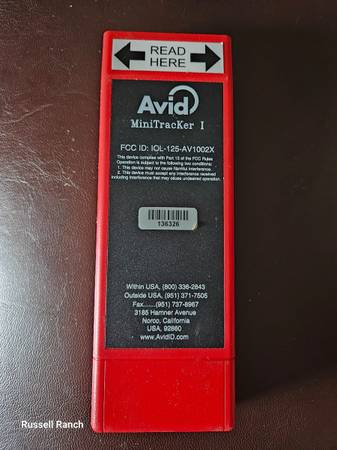 READ
HERE
Avid
MiniTracKer I
FCC ID: IOL-125-AV1002X
This device complies with Part 15 of the FCC Rules
Operation is subject to the following two conditions:
1. This device may not cause harmful interference.
2. This device must accept any interference received
including interference that may cause undesired operation.
136326
Within USA, (800) 336-2843
Outside USA, (951) 371-7505
Fax......(951) 737-8967
3185 Hamner Avenue
Norco, California
USA, 92860
www.AvidID.com
Russell Ranch